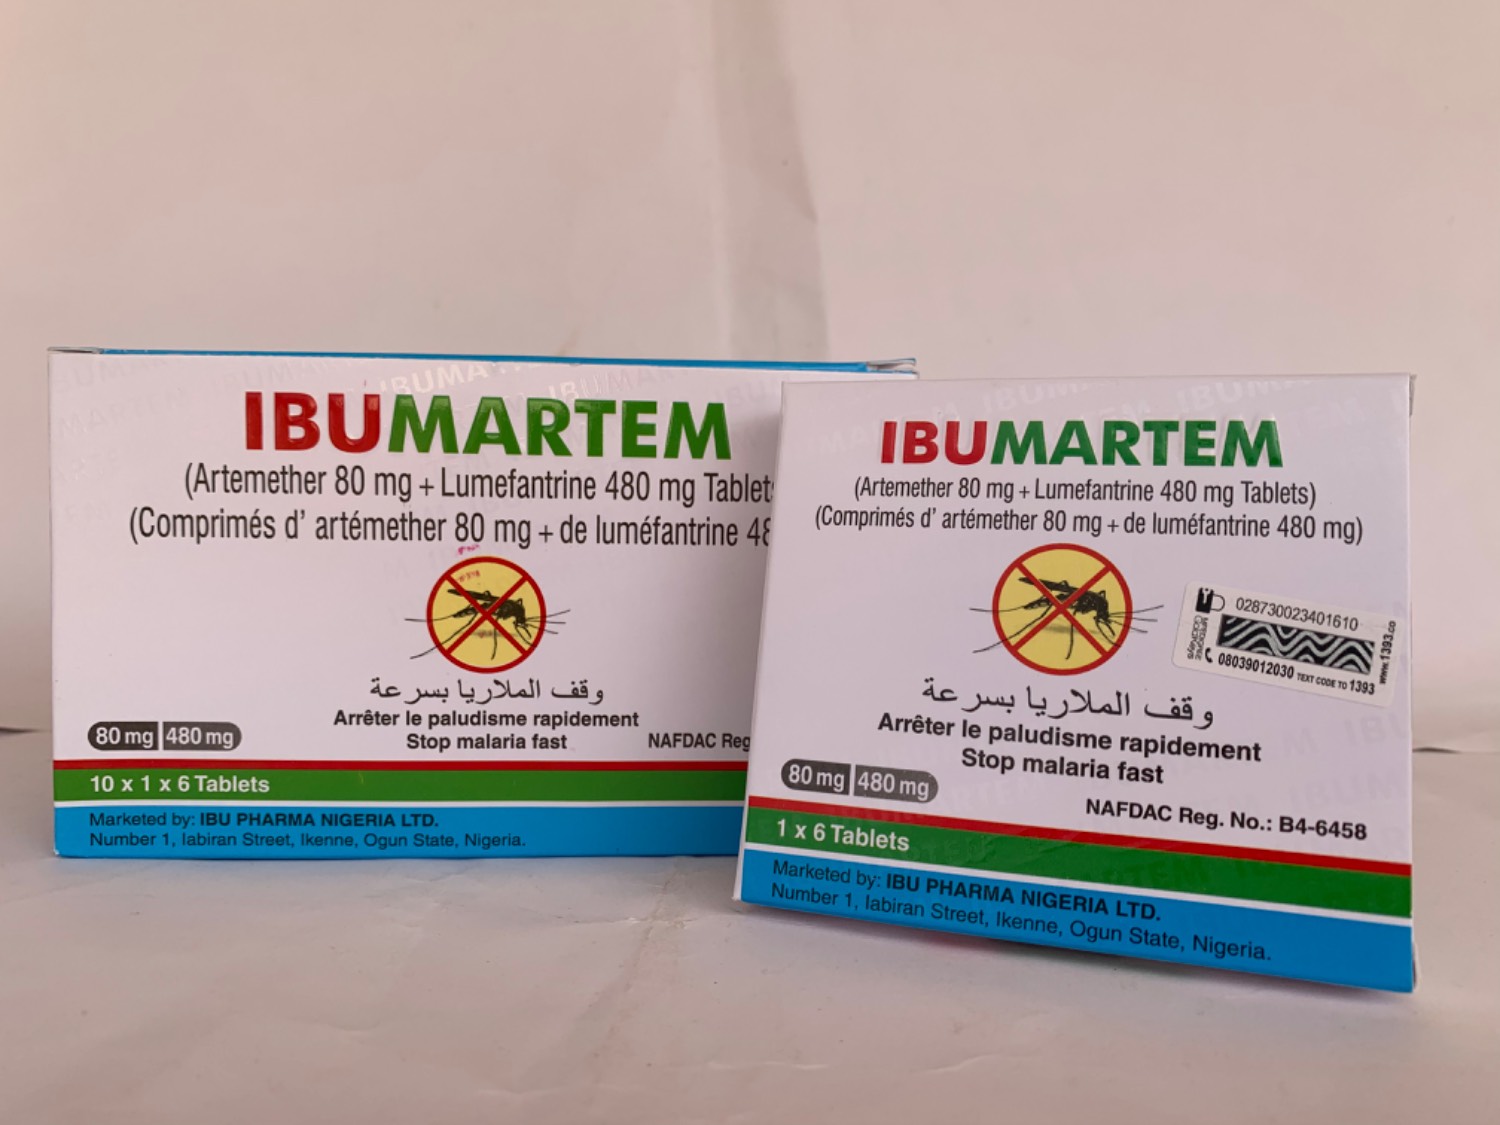 IBUMARTEM
(Artemether 80 mg + Lumefantrine 480 mg Tablet
(Comprimés d' artémether 80 mg + de luméfantrine 48
وقف الملاريا بسرعة
Arrêter le paludisme rapidement
Stop malaria fast
80 mg 480 mg
NAFDAC Reg
10 x 1 x 6 Tablets
Marketed by: IBU PHARMA NIGERIA LTD.
Number 1, Iabiran Street, Ikenne, Ogun State, Nigeria.
IBUMARTEM
(Artemether 80 mg + Lumefantrine 480 mg Tablets)
(Comprimés d' artémether 80 mg + de luméfantrine 480 mg)
028730023401610
08039012030 TEXT CODE TO 1393
www.1393.co
وقف الملاريا بسرعة
Arrêter le paludisme rapidement
Stop malaria fast
80 mg 480 mg
NAFDAC Reg. No.: B4-6458
1 x 6 Tablets
Marketed by: IBU PHARMA NIGERIA LTD.
Number 1, Iabiran Street, Ikenne, Ogun State, Nigeria.